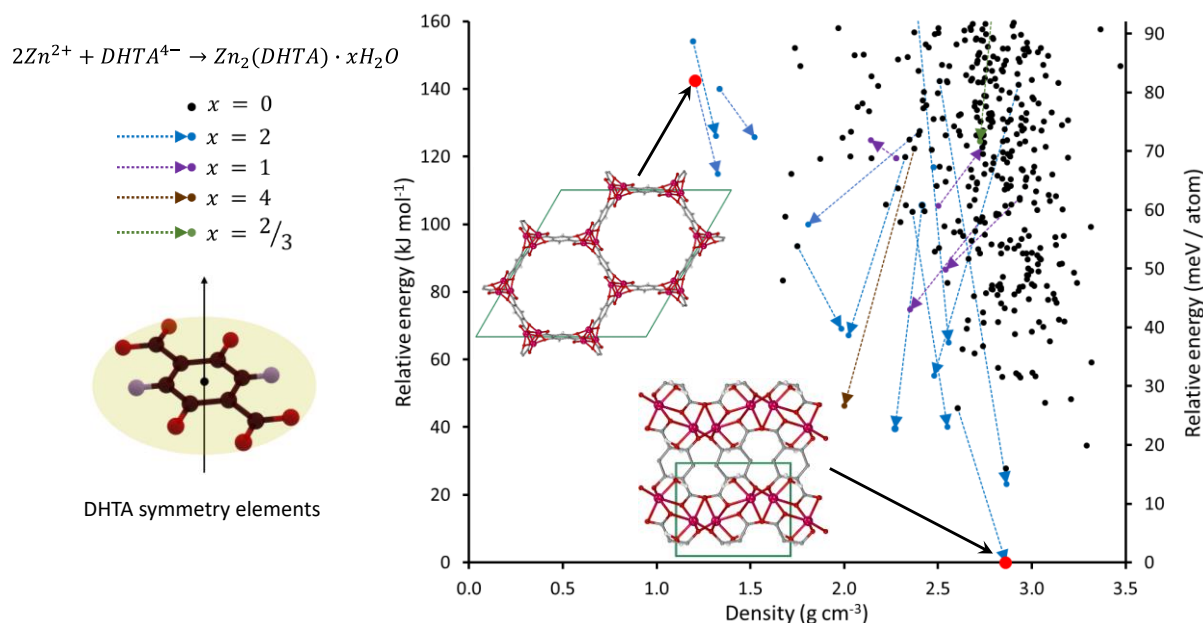 2Zn²⁺ + DHTA⁴⁻ → Zn₂(DHTA) · xH₂O
x = 0
x = 2
x = 1
x = 4
x = 2/3
DHTA symmetry elements
Relative energy (kJ mol⁻¹)
160
140
120
100
80
60
40
20
0
0.0
0.5
1.0
1.5
2.0
2.5
3.0
3.5
Density (g cm⁻³)
90
80
70
60
50
40
30
20
10
0
Relative energy (meV / atom)